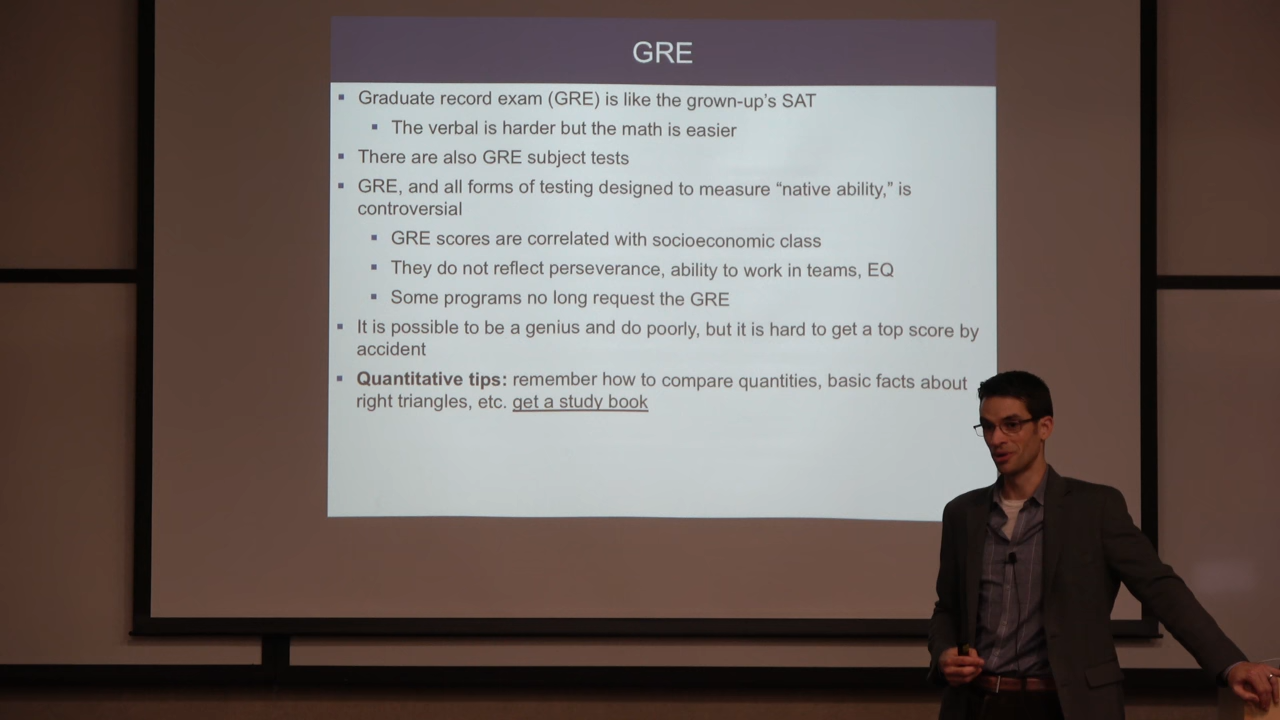 GRE
Graduate record exam (GRE) is like the grown-up's SAT
The verbal is harder but the math is easier
There are also GRE subject tests
GRE, and all forms of testing designed to measure “native ability,” is
controversial
GRE scores are correlated with socioeconomic class
They do not reflect perseverance, ability to work in teams, EQ
Some programs no long request the GRE
It is possible to be a genius and do poorly, but it is hard to get a top score by
accident
Quantitative tips: remember how to compare quantities, basic facts about
right triangles, etc. get a study book